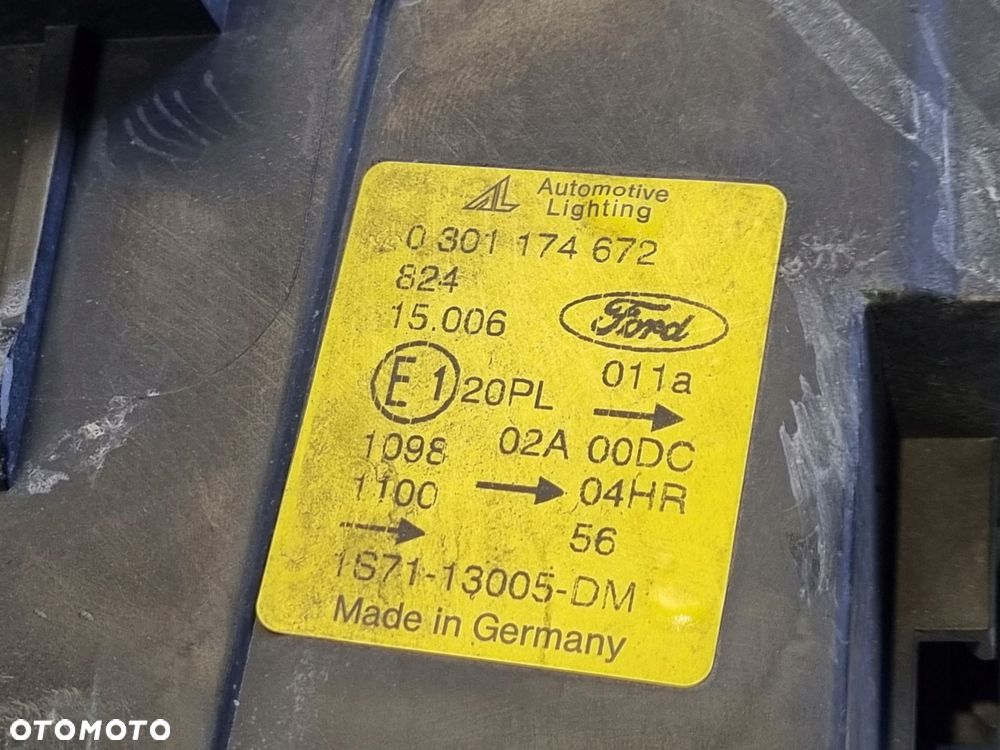 AL Automotive
Lighting
0 301 174 672
824
15.006 Ford
E1 20PL 011a
→
1098 02A 00DC
1100 → 04HR
→ 56
1S71-13005-DM
Made in Germany
OTOMOTO